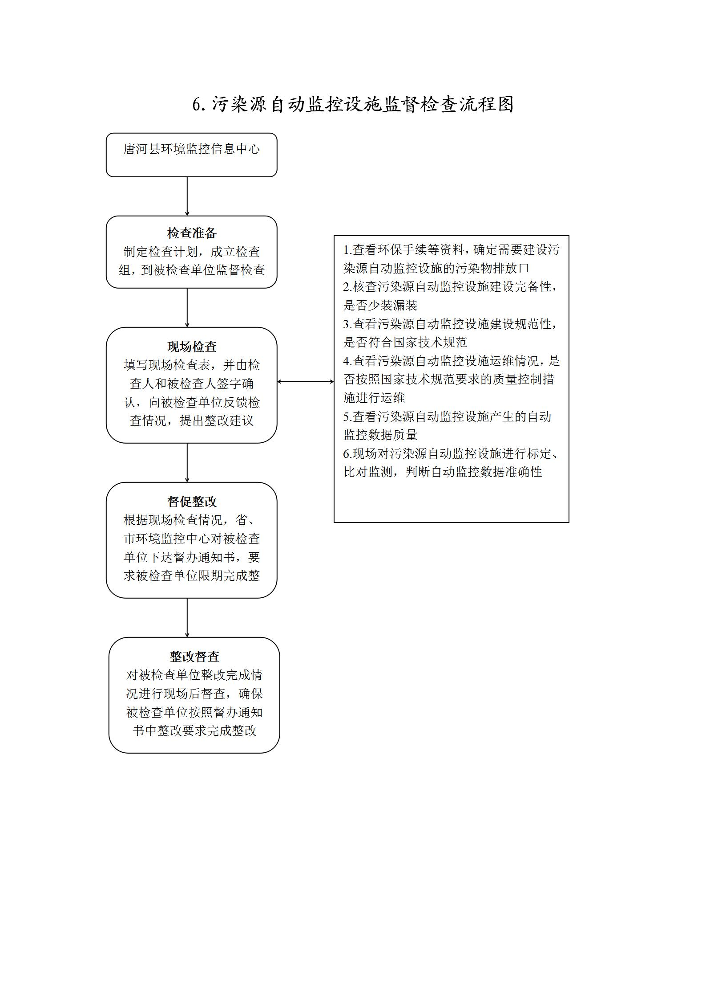 6. 污染源自动监控设施监督检查流程图
唐河县环境监控信息中心
检查准备
制定检查计划，成立检查
组，到被检查单位监督检查
现场检查
填写现场检查表，并由检
查人和被检查人签字确
认，向被检查单位反馈检
查情况，提出整改建议
1.查看环保手续等资料，确定需要建设污
染源自动监控设施的污染物排放口
2.核查污染源自动监控设施建设完备性，
是否少装漏装
3.查看污染源自动监控设施建设规范性，
是否符合国家技术规范
4.查看污染源自动监控设施运维情况，是
否按照国家技术规范要求的质量控制措
施进行运维
5.查看污染源自动监控设施产生的自动
监控数据质量
6.现场对污染源自动监控设施进行标定、
比对监测，判断自动监控数据准确性
督促整改
根据现场检查情况，省、
市环境监控中心对被检查
单位下达督办通知书，要
求被检查单位限期完成整
整改督查
对被检查单位整改完成情
况进行现场后督查，确保
被检查单位按照督办通知
书中整改要求完成整改